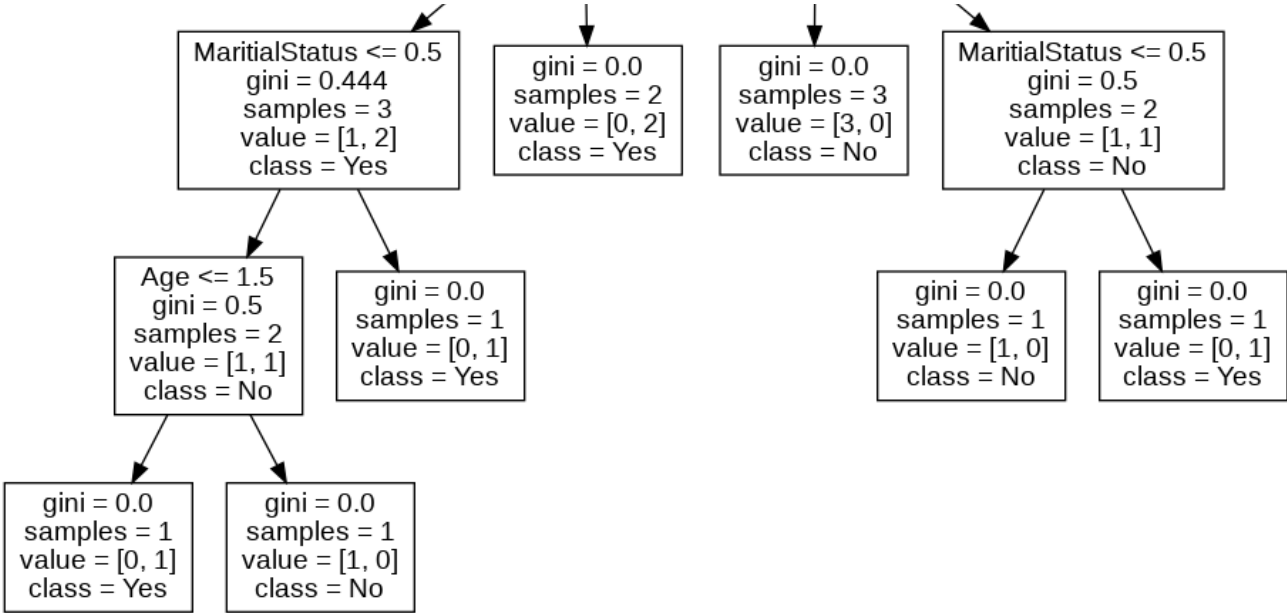 MaritialStatus <= 0.5
gini = 0.444
samples = 3
value = [1, 2]
class = Yes
gini = 0.0
samples = 2
value = [0, 2]
class = Yes
gini = 0.0
samples = 3
value = [3, 0]
class = No
MaritialStatus <= 0.5
gini = 0.5
samples = 2
value = [1, 1]
class = No
Age <= 1.5
gini = 0.5
samples = 2
value = [1, 1]
class = No
gini = 0.0
samples = 1
value = [0, 1]
class = Yes
gini = 0.0
samples = 1
value = [1, 0]
class = No
gini = 0.0
samples = 1
value = [0, 1]
class = Yes
gini = 0.0
samples = 1
value = [0, 1]
class = Yes
gini = 0.0
samples = 1
value = [1, 0]
class = No